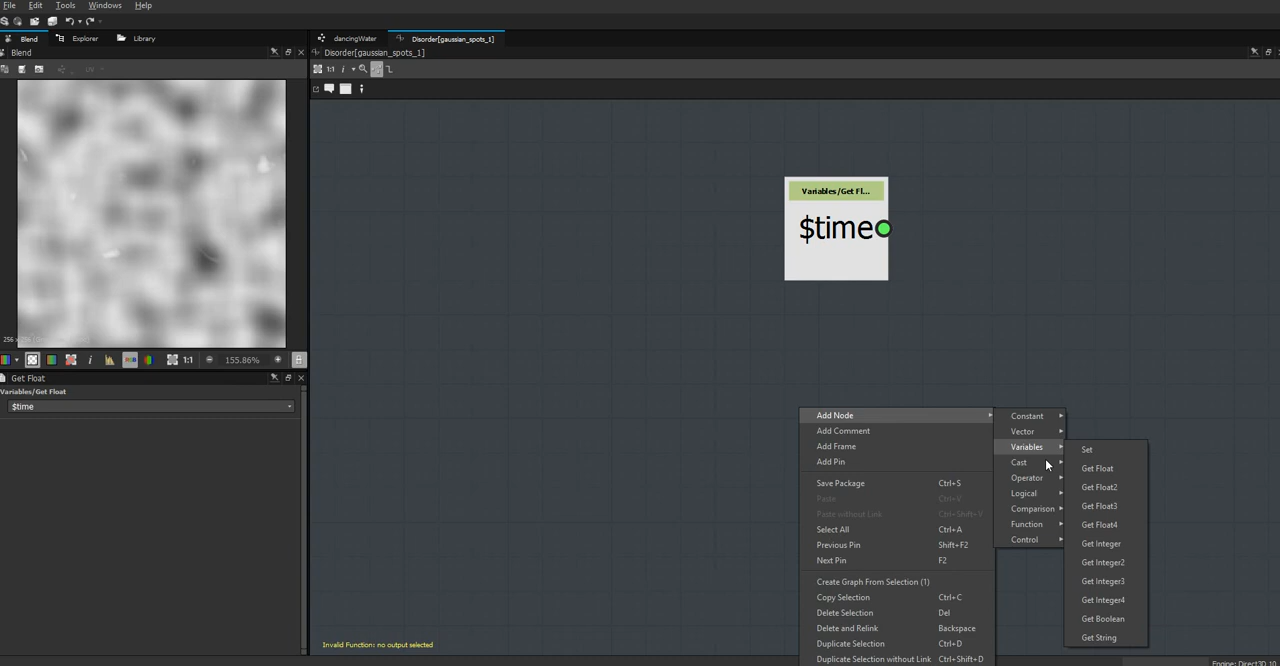 File Edit Tools Windows Help
Blend Explorer Library
dancingWater Disorder[gaussian_spots_1]
Blend
Disorder[gaussian_spots_1]
1:1
Variables/Get Fl...
$time
1:1 155.86%
Get Float
Variables/Get Float
$time
Add Node
Add Comment
Add Frame
Add Pin
Save Package Ctrl+S
Paste Ctrl+V
Paste without Link Ctrl+Shift+V
Select All Ctrl+A
Previous Pin Shift+F2
Next Pin F2
Create Graph From Selection (1)
Copy Selection Ctrl+C
Delete Selection Del
Delete and Relink Backspace
Duplicate Selection Ctrl+D
Duplicate Selection without Link Ctrl+Shift+D
Constant
Vector
Variables
Cast
Operator
Logical
Comparison
Function
Control
Set
Get Float
Get Float2
Get Float3
Get Float4
Get Integer
Get Integer2
Get Integer3
Get Integer4
Get Boolean
Get String
Invalid Function: no output selected
Engine: Direct3D 10